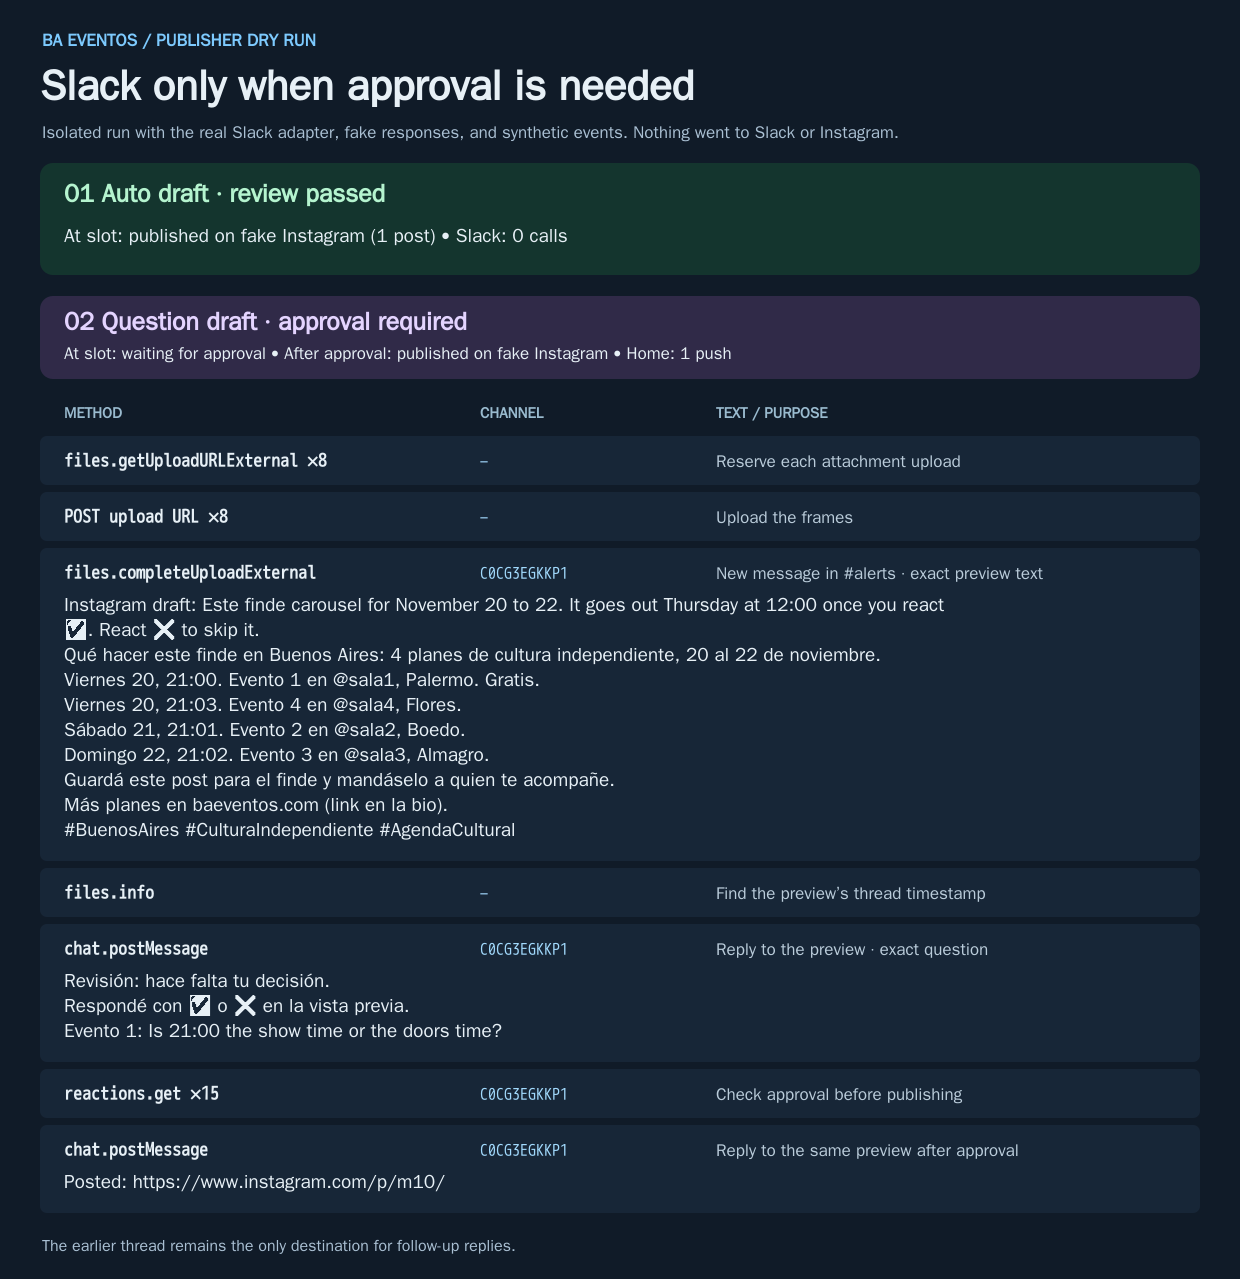 BA EVENTOS / PUBLISHER DRY RUN
Slack only when approval is needed
Isolated run with the real Slack adapter, fake responses, and synthetic events. Nothing went to Slack or Instagram.
01 Auto draft · review passed
At slot: published on fake Instagram (1 post) • Slack: 0 calls
02 Question draft · approval required
At slot: waiting for approval • After approval: published on fake Instagram • Home: 1 push
METHOD CHANNEL TEXT / PURPOSE
files.getUploadURLExternal ×8 – Reserve each attachment upload
POST upload URL ×8 – Upload the frames
files.completeUploadExternal C0CG3EGKKP1 New message in #alerts · exact preview text
Instagram draft: Este finde carousel for November 20 to 22. It goes out Thursday at 12:00 once you react
☑. React ❌ to skip it.
Qué hacer este finde en Buenos Aires: 4 planes de cultura independiente, 20 al 22 de noviembre.
Viernes 20, 21:00. Evento 1 en @sala1, Palermo. Gratis.
Viernes 20, 21:03. Evento 4 en @sala4, Flores.
Sábado 21, 21:01. Evento 2 en @sala2, Boedo.
Domingo 22, 21:02. Evento 3 en @sala3, Almagro.
Guardá este post para el finde y mandáselo a quien te acompañe.
Más planes en baeventos.com (link en la bio).
#BuenosAires #CulturaIndependiente #AgendaCultural
files.info – Find the preview’s thread timestamp
chat.postMessage C0CG3EGKKP1 Reply to the preview · exact question
Revisión: hace falta tu decisión.
Respondé con ☑ o ❌ en la vista previa.
Evento 1: Is 21:00 the show time or the doors time?
reactions.get ×15 C0CG3EGKKP1 Check approval before publishing
chat.postMessage C0CG3EGKKP1 Reply to the same preview after approval
Posted: https://www.instagram.com/p/m10/
The earlier thread remains the only destination for follow-up replies.